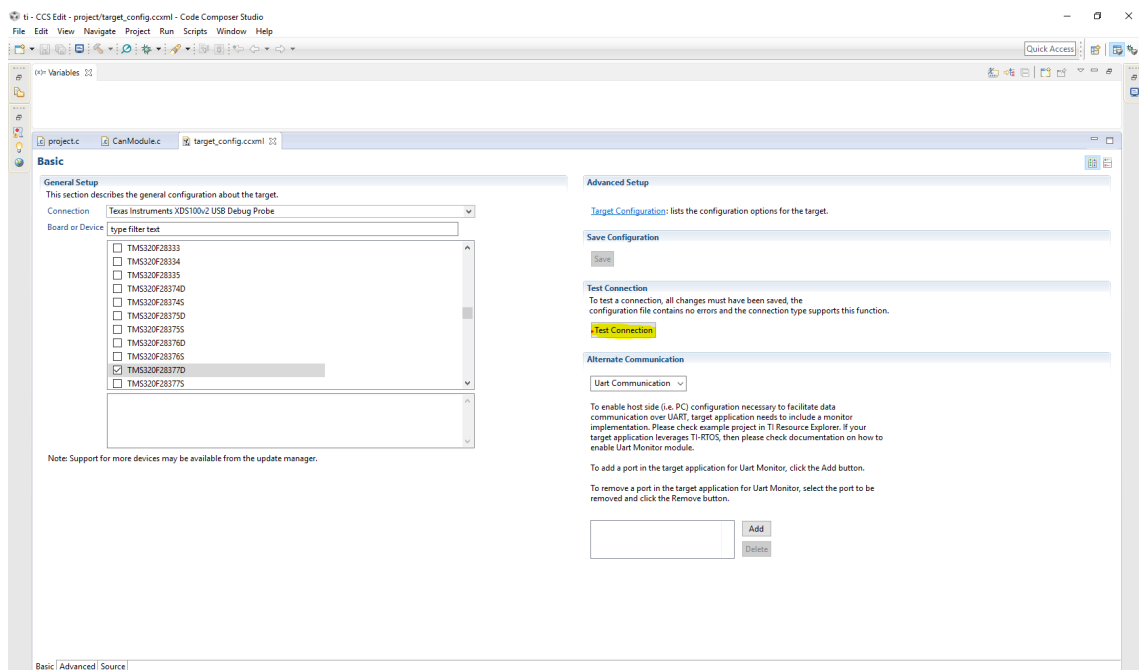 ti - CCS Edit - project/target_config.ccxml - Code Composer Studio
File Edit View Navigate Project Run Scripts Window Help
Quick Access
(x)= Variables
project.c CanModule.c target_config.ccxml
Basic
General Setup
This section describes the general configuration about the target.
Connection Texas Instruments XDS100v2 USB Debug Probe
Board or Device type filter text
TMS320F28333
TMS320F28334
TMS320F28335
TMS320F28374D
TMS320F28374S
TMS320F28375D
TMS320F28375S
TMS320F28376D
TMS320F28376S
TMS320F28377D
TMS320F28377S
Note: Support for more devices may be available from the update manager.
Advanced Setup
Target Configuration: lists the configuration options for the target.
Save Configuration
Save
Test Connection
To test a connection, all changes must have been saved, the
configuration file contains no errors and the connection type supports this function.
Test Connection
Alternate Communication
Uart Communication
To enable host side (i.e. PC) configuration necessary to facilitate data
communication over UART, target application needs to include a monitor
implementation. Please check example project in TI Resource Explorer. If your
target application leverages TI-RTOS, then please check documentation on how to
enable Uart Monitor module.
To add a port in the target application for Uart Monitor, click the Add button.
To remove a port in the target application for Uart Monitor, select the port to be
removed and click the Remove button.
Add
Delete
Basic Advanced Source